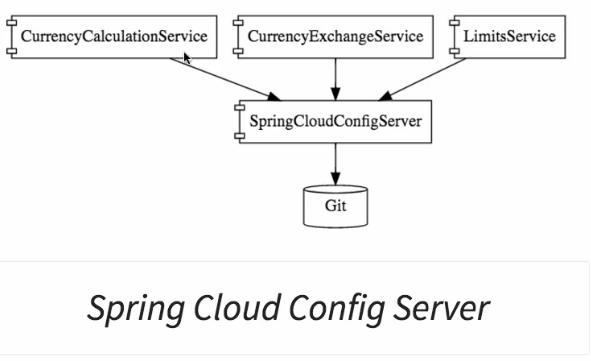 CurrencyCalculationService
CurrencyExchangeService
LimitsService
SpringCloudConfigServer
Git
Spring Cloud Config Server